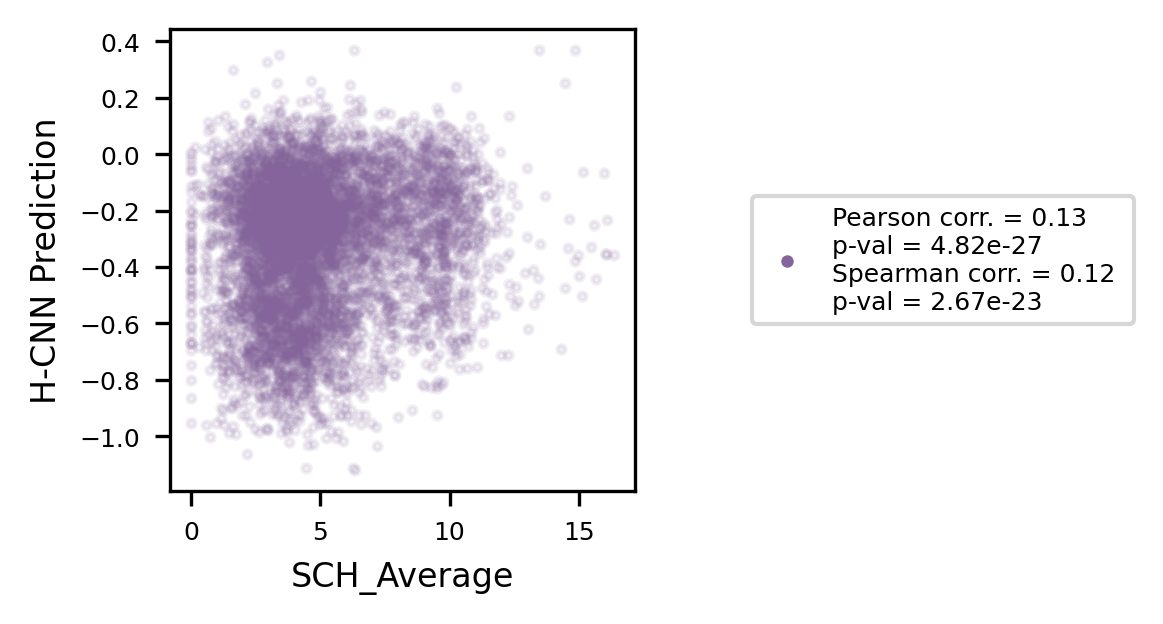 0.4
0.2
0.0
−0.2
−0.4
−0.6
−0.8
−1.0
H-CNN Prediction
0 5 10 15
SCH_Average
Pearson corr. = 0.13
p-val = 4.82e-27
Spearman corr. = 0.12
p-val = 2.67e-23